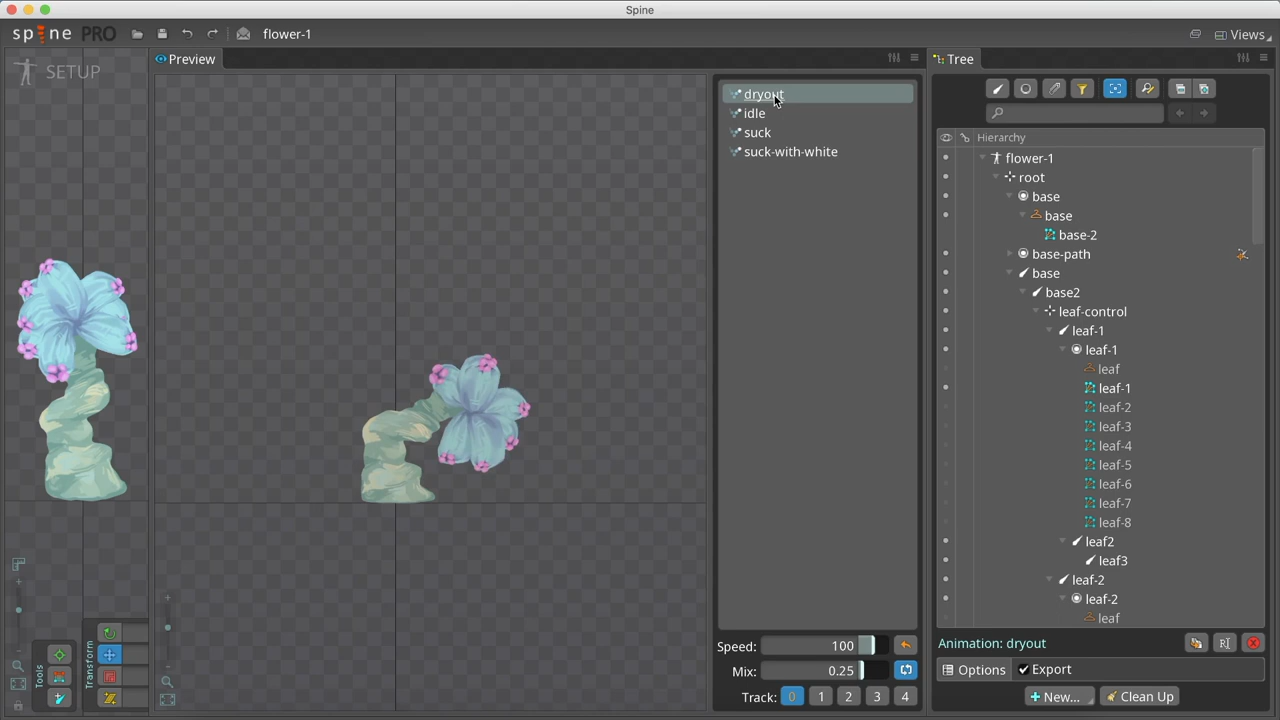 Spine
spine PRO
flower-1
Views
SETUP
Preview
Tree
dryout
idle
suck
suck-with-white
Hierarchy
flower-1
root
base
base
base-2
base-path
base
base2
leaf-control
leaf-1
leaf-1
leaf
leaf-1
leaf-2
leaf-3
leaf-4
leaf-5
leaf-6
leaf-7
leaf-8
leaf2
leaf3
leaf-2
leaf-2
leaf
Tools
Transform
Speed: 100
Mix: 0.25
Track: 0 1 2 3 4
Animation: dryout
Options Export
New... Clean Up